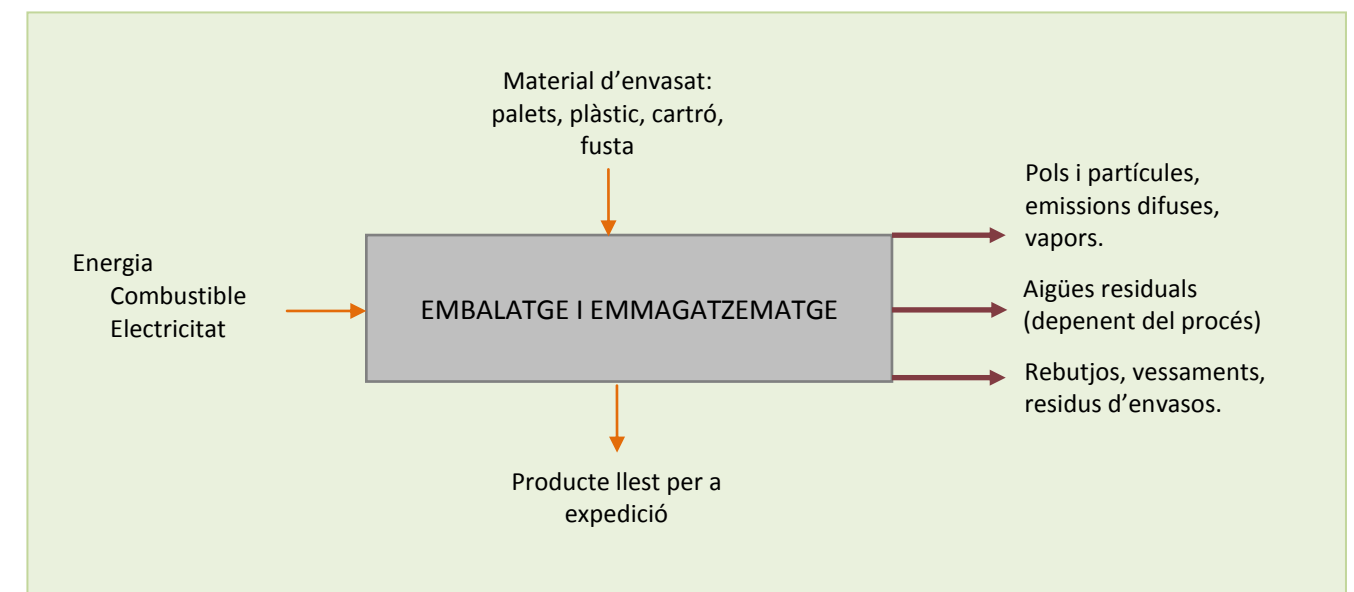 Material d’envasat:
palets, plàstic, cartró,
fusta
Energia
Combustible
Electricitat
EMBALATGE I EMMAGATZEMATGE
Pols i partícules,
emissions difuses,
vapors.
Aigües residuals
(depenent del procés)
Rebutjos, vessaments,
residus d’envasos.
Producte llest per a
expedició